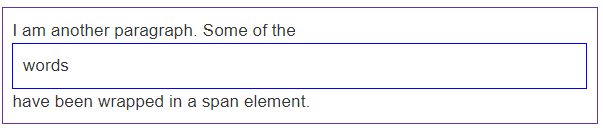 I am another paragraph. Some of the
words
have been wrapped in a span element.